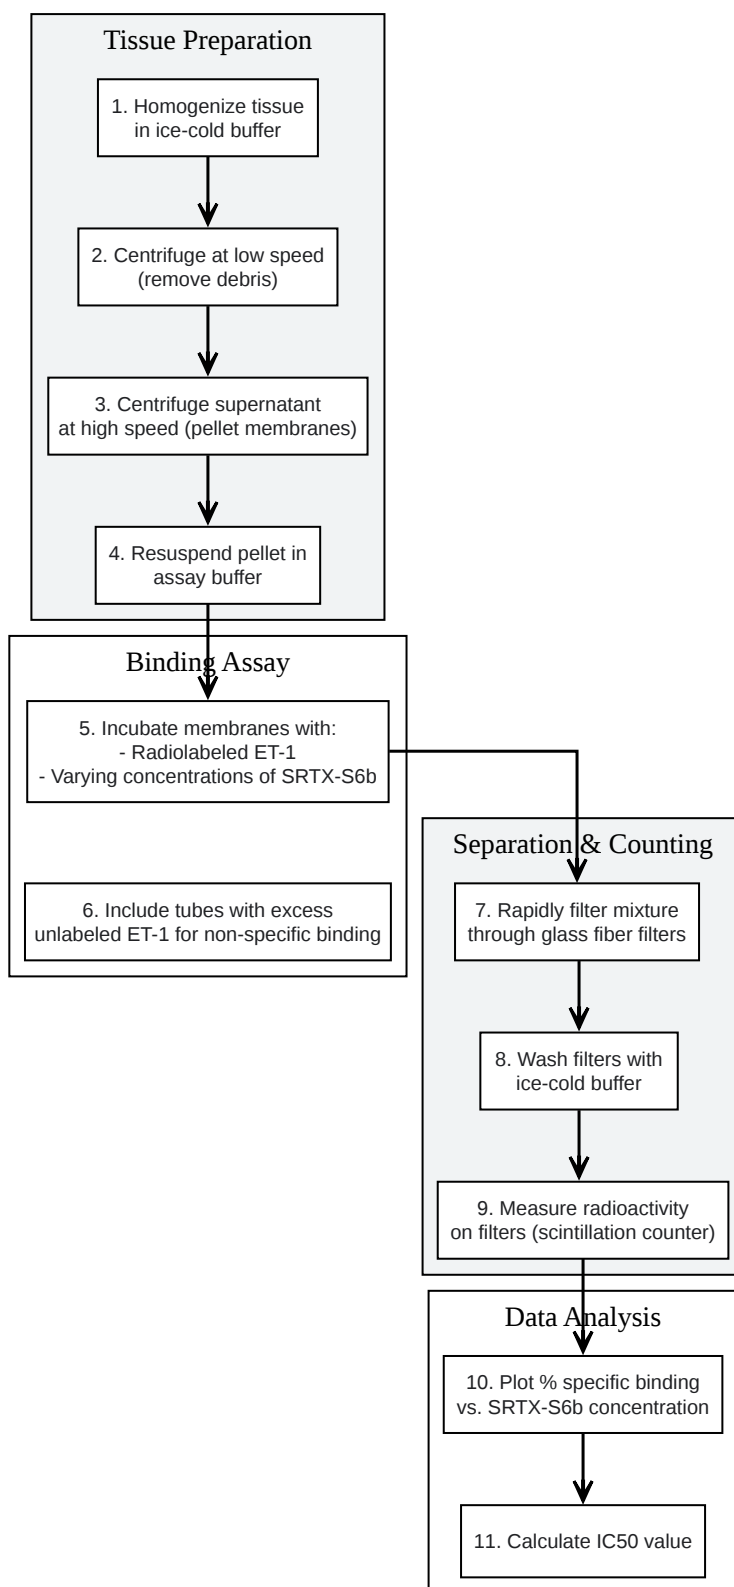 Tissue Preparation
1. Homogenize tissue
in ice-cold buffer
2. Centrifuge at low speed
(remove debris)
3. Centrifuge supernatant
at high speed (pellet membranes)
4. Resuspend pellet in
assay buffer
Binding Assay
5. Incubate membranes with:
- Radiolabeled ET-1
- Varying concentrations of SRTX-S6b
6. Include tubes with excess
unlabeled ET-1 for non-specific binding
Separation & Counting
7. Rapidly filter mixture
through glass fiber filters
8. Wash filters with
ice-cold buffer
9. Measure radioactivity
on filters (scintillation counter)
Data Analysis
10. Plot % specific binding
vs. SRTX-S6b concentration
11. Calculate IC50 value